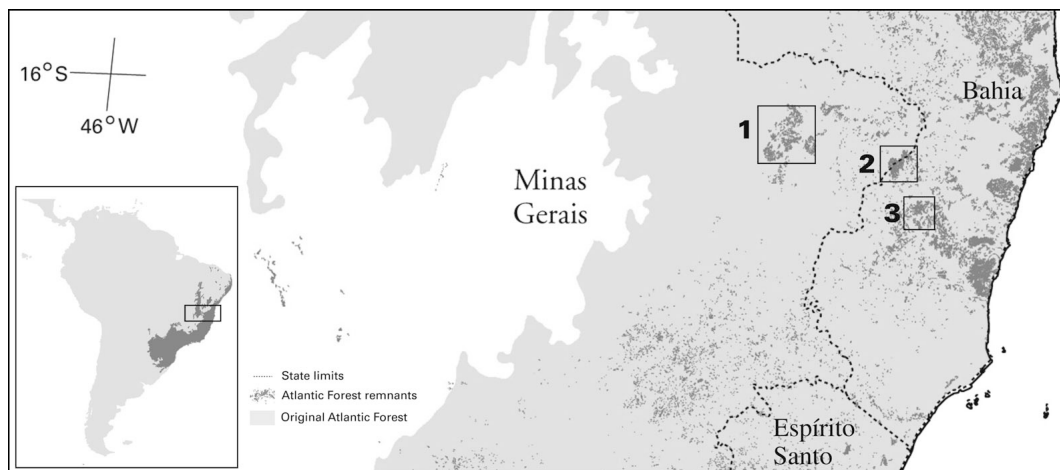 16°S
46°W
Minas
Gerais
Bahia
1
2
3
Espírito
Santo
State limits
Atlantic Forest remnants
Original Atlantic Forest